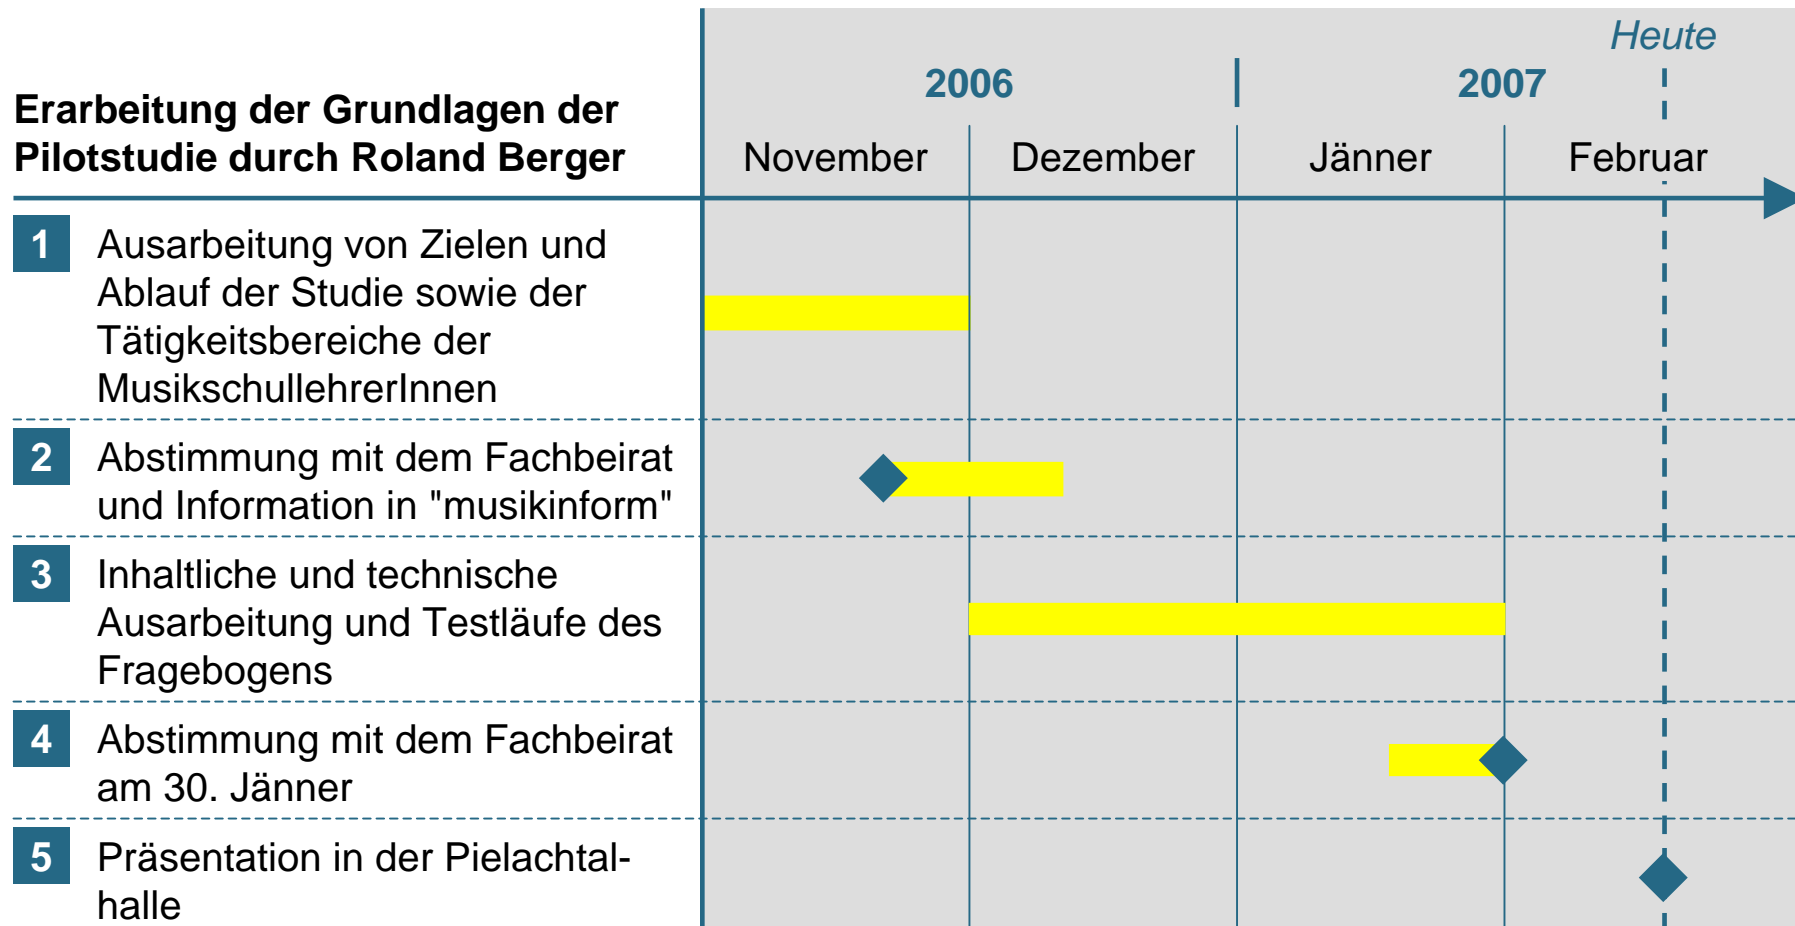 Heute
2006
2007
Erarbeitung der Grundlagen der
Pilotstudie durch Roland Berger
November
Dezember
Jänner
Februar
1
Ausarbeitung von Zielen und
Ablauf der Studie sowie der
Tätigkeitsbereiche der
MusikschullehrerInnen
2
Abstimmung mit dem Fachbeirat
und Information in "musikinform"
3
Inhaltliche und technische
Ausarbeitung und Testläufe des
Fragebogens
4
Abstimmung mit dem Fachbeirat
am 30. Jänner
5
Präsentation in der Pielachtal-
halle